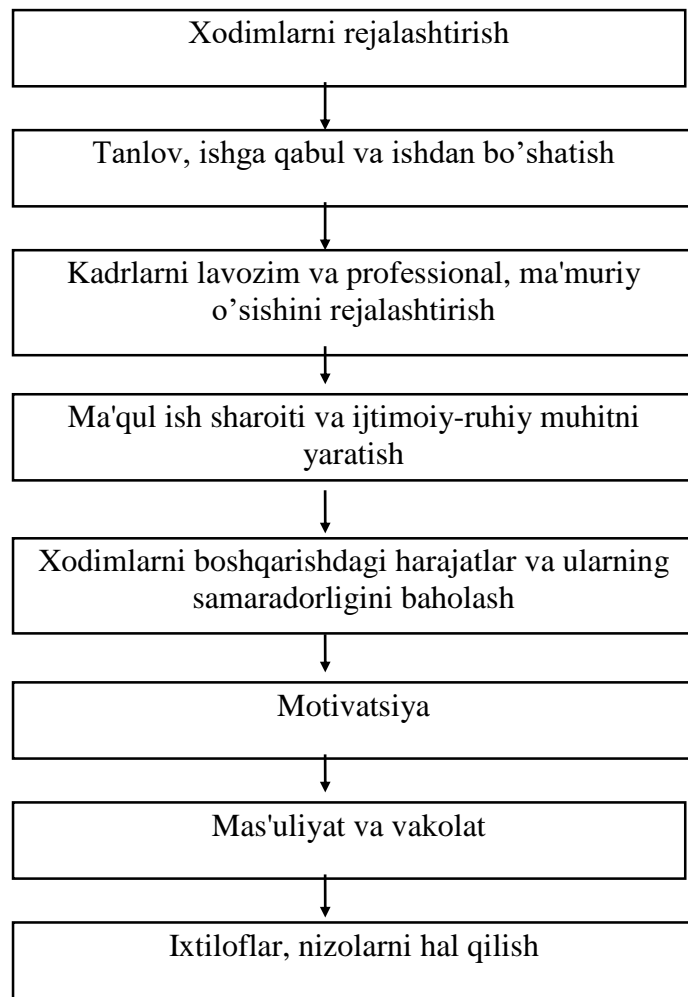 Xodimlarni rejalashtirish
Tanlov, ishga qabul va ishdan bo’shatish
Kadrlarni lavozim va professional, ma'muriy
o’sishini rejalashtirish
Ma'qul ish sharoiti va ijtimoiy-ruhiy muhitni
yaratish
Xodimlarni boshqarishdagi harajatlar va ularning
samaradorligini baholash
Motivatsiya
Mas'uliyat va vakolat
Ixtiloflar, nizolarni hal qilish